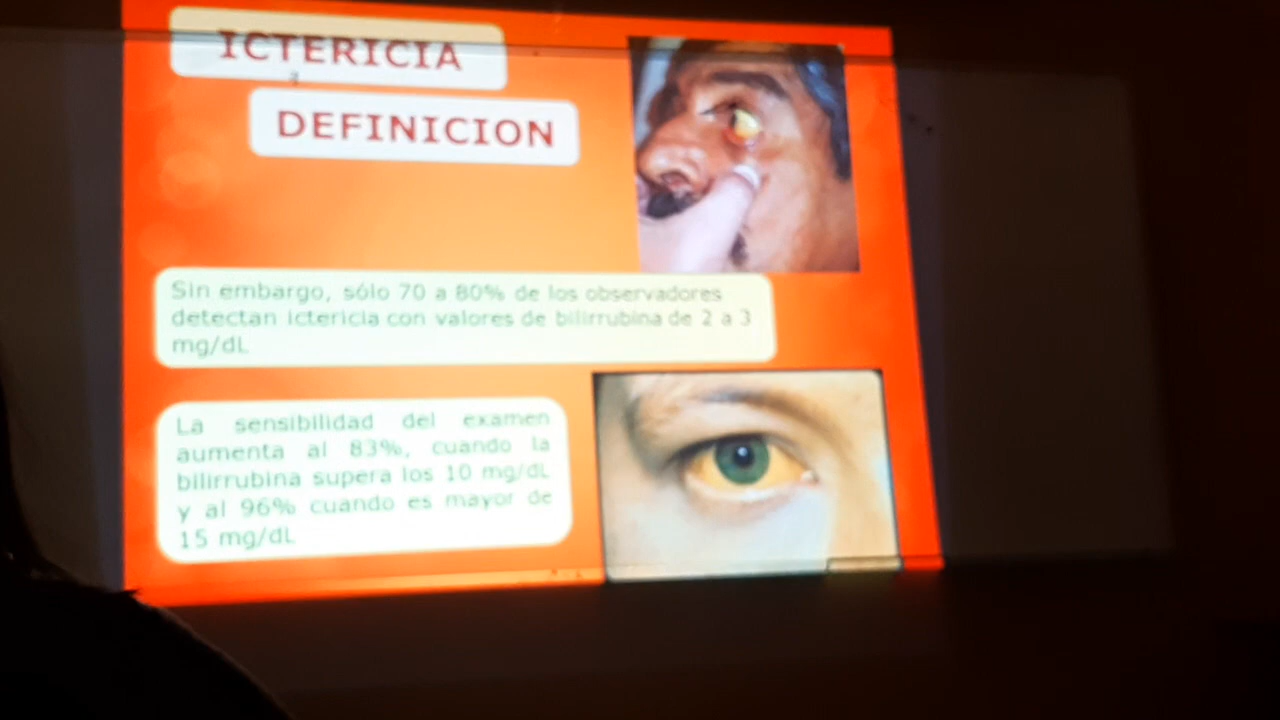 ICTERICIA
DEFINICION
Sin embargo, sólo 70 a 80% de los observadores
detectan ictericia con valores de bilirrubina de 2 a 3
mg/dL
La sensibilidad del examen
aumenta al 83%, cuando la
bilirrubina supera los 10 mg/dL
y al 96% cuando es mayor de
15 mg/dL